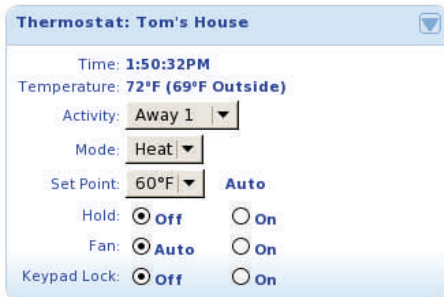 Thermostat: Tom's House
Time: 1:50:32PM
Temperature: 72°F (69°F Outside)
Activity: Away 1
Mode: Heat
Set Point: 60°F Auto
Hold: Off On
Fan: Auto On
Keypad Lock: Off On